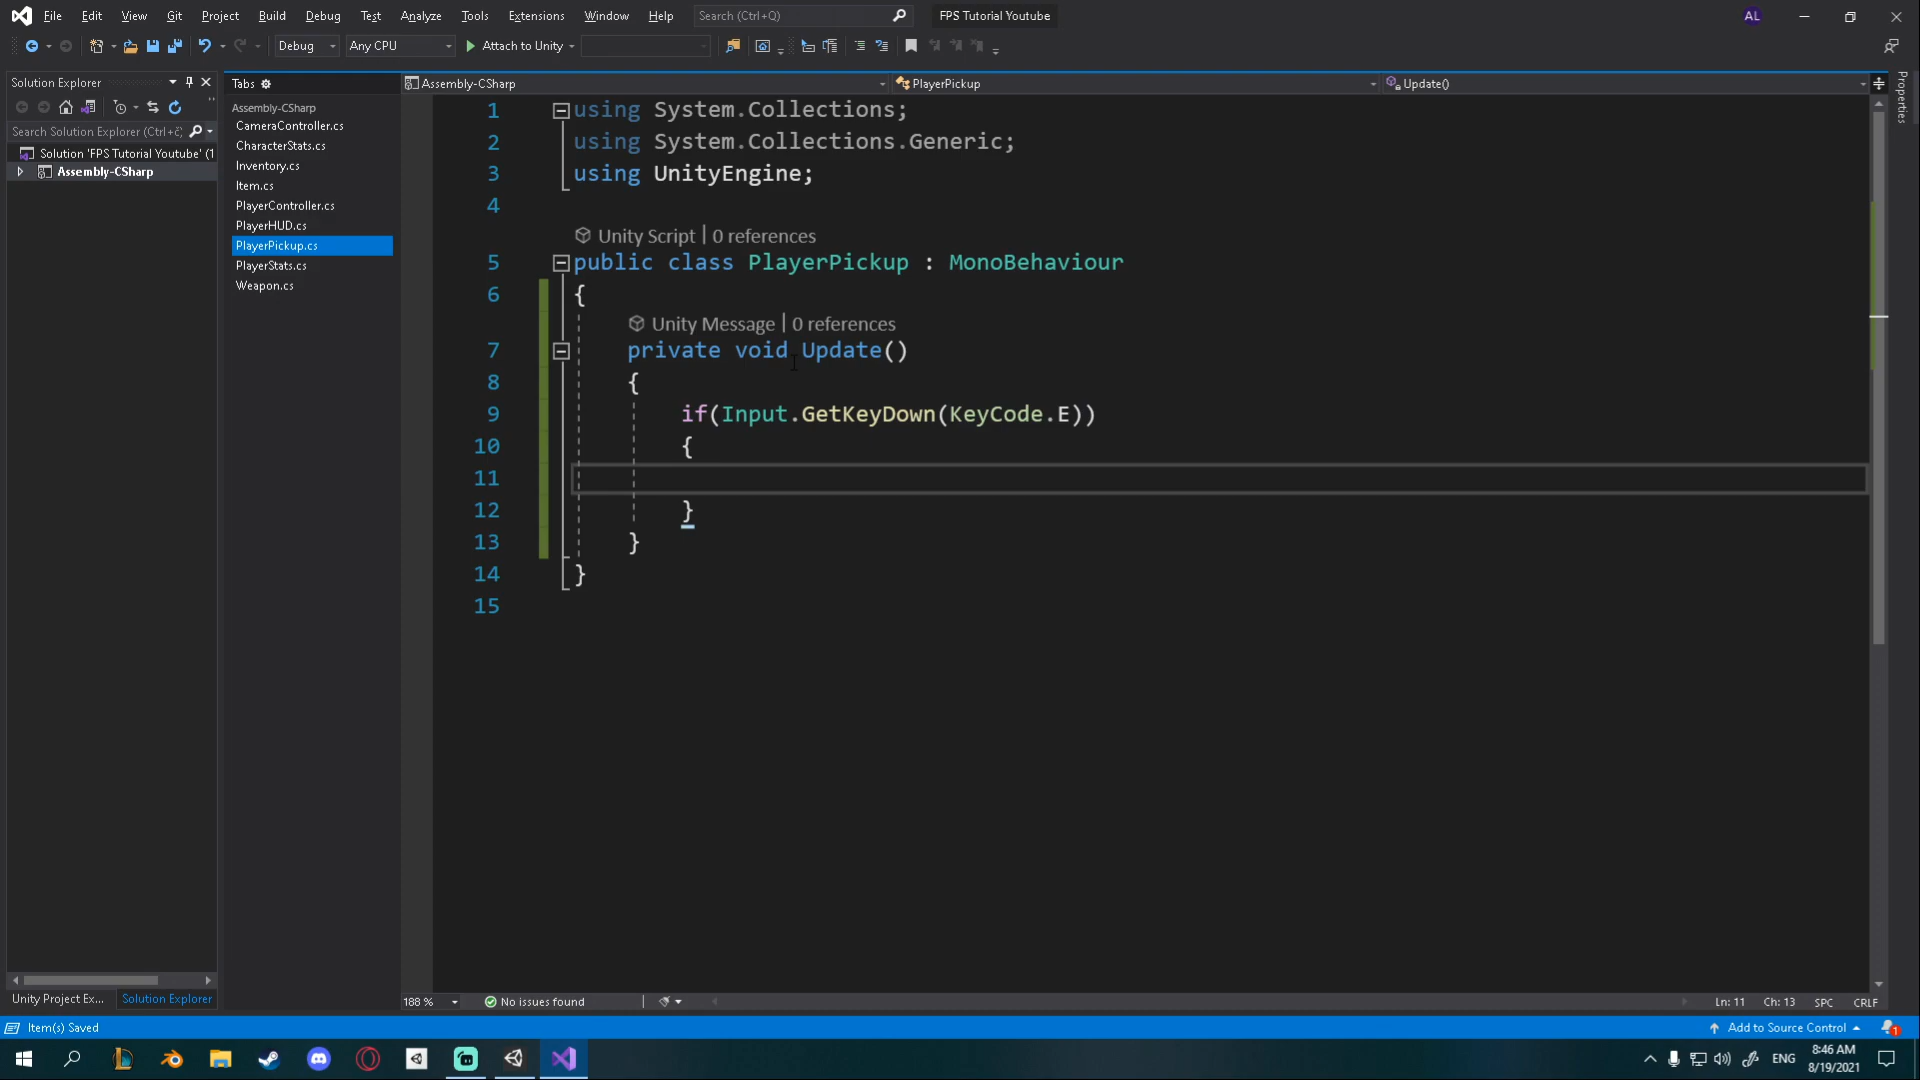 File Edit View Git Project Build Debug Test Analyze Tools Extensions Window Help Search (Ctrl+Q) FPS Tutorial Youtube AL
Debug Any CPU Attach to Unity
Solution Explorer
Search Solution Explorer (Ctrl+č
Solution 'FPS Tutorial Youtube' (1
Assembly-CSharp
Tabs
Assembly-CSharp
CameraController.cs
CharacterStats.cs
Inventory.cs
Item.cs
PlayerController.cs
PlayerHUD.cs
PlayerPickup.cs
PlayerStats.cs
Weapon.cs
Assembly-CSharp PlayerPickup Update()
Properties
1 using System.Collections;
2 using System.Collections.Generic;
3 using UnityEngine;
4
Unity Script | 0 references
5 public class PlayerPickup : MonoBehaviour
6 {
Unity Message | 0 references
7 private void Update()
8 {
9 if(Input.GetKeyDown(KeyCode.E))
10 {
11
12 }
13 }
14 }
15
Unity Project Ex... Solution Explorer
188 % No issues found Ln: 11 Ch: 13 SPC CRLF
Item(s) Saved Add to Source Control 1
ENG 8:46 AM
8/19/2021